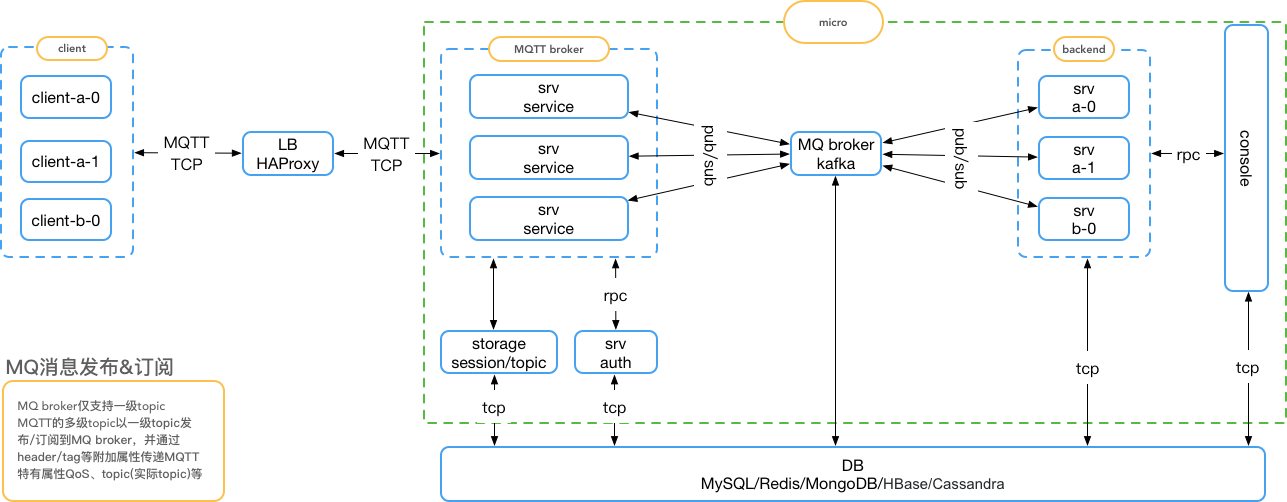 micro
client
MQTT broker
backend
client-a-0
client-a-1
client-b-0
MQTT
TCP
LB
HAProxy
MQTT
TCP
srv
service
srv
service
srv
service
pub/sub
MQ broker
kafka
pub/sub
srv
a-0
srv
a-1
srv
b-0
rpc
console
rpc
storage
session/topic
srv
auth
tcp
tcp
tcp
tcp
MQ消息发布&订阅
MQ broker仅支持一级topic
MQTT的多级topic以一级topic发
布/订阅到MQ broker，并通过
header/tag等附加属性传递MQTT
特有属性QoS、topic(实际topic)等
DB
MySQL/Redis/MongoDB/HBase/Cassandra